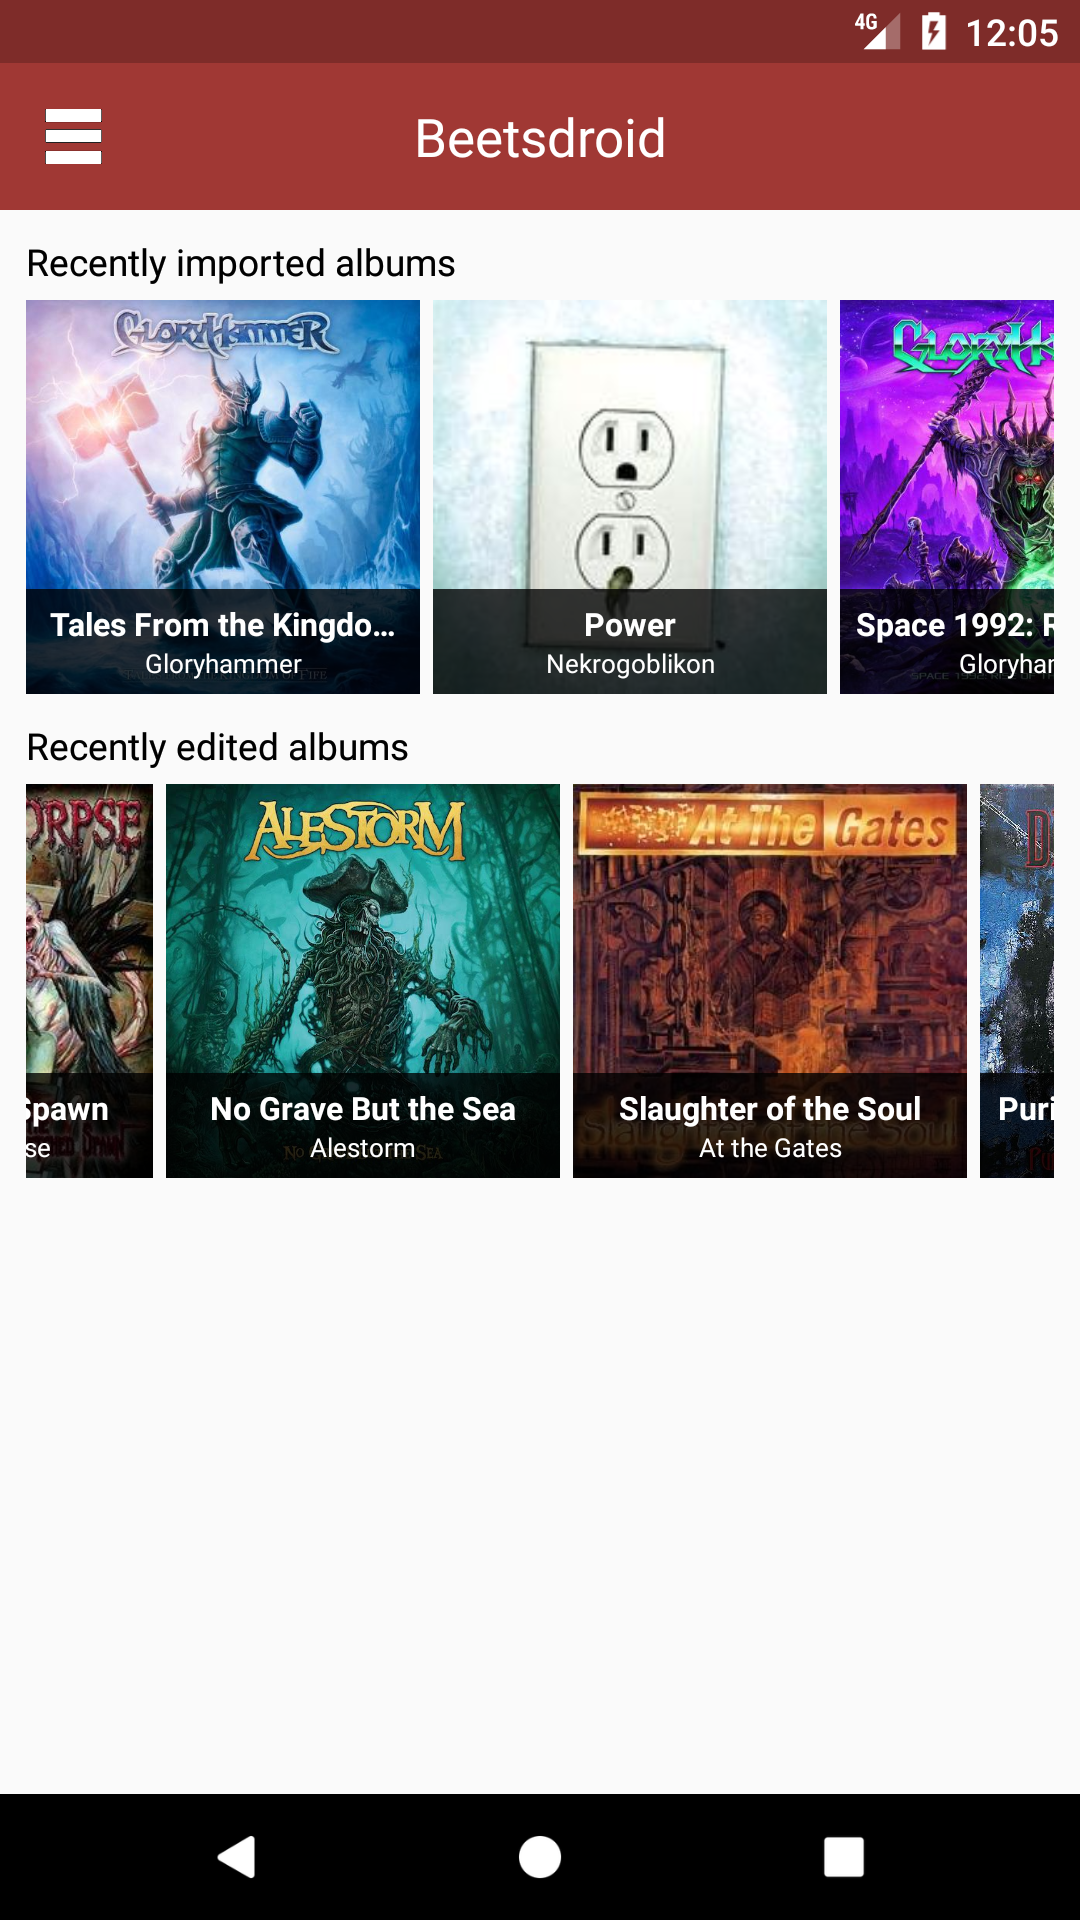 4G 12:05
Beetsdroid
Recently imported albums
GLORYHAMMER
Tales From the Kingdo...
Gloryhammer
Power
Nekrogoblikon
GLORYH
Space 1992: R
Gloryhar
Recently edited albums
ORPSE
Spawn
se
ALESTORM
No Grave But the Sea
Alestorm
At The Gates
Slaughter of the Soul
At the Gates
D
Puri